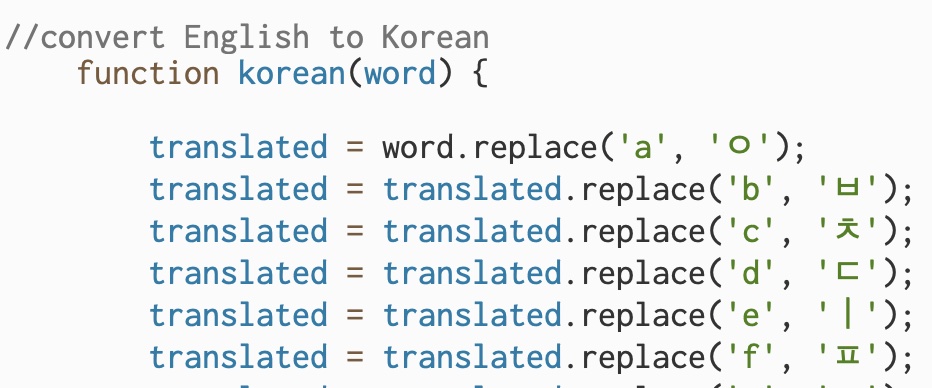 //convert English to Korean
function korean(word) {
translated = word.replace('a', 'ㅇ');
translated = translated.replace('b', 'ㅂ');
translated = translated.replace('c', 'ㅊ');
translated = translated.replace('d', 'ㄷ');
translated = translated.replace('e', 'ㅣ');
translated = translated.replace('f', 'ㅍ');